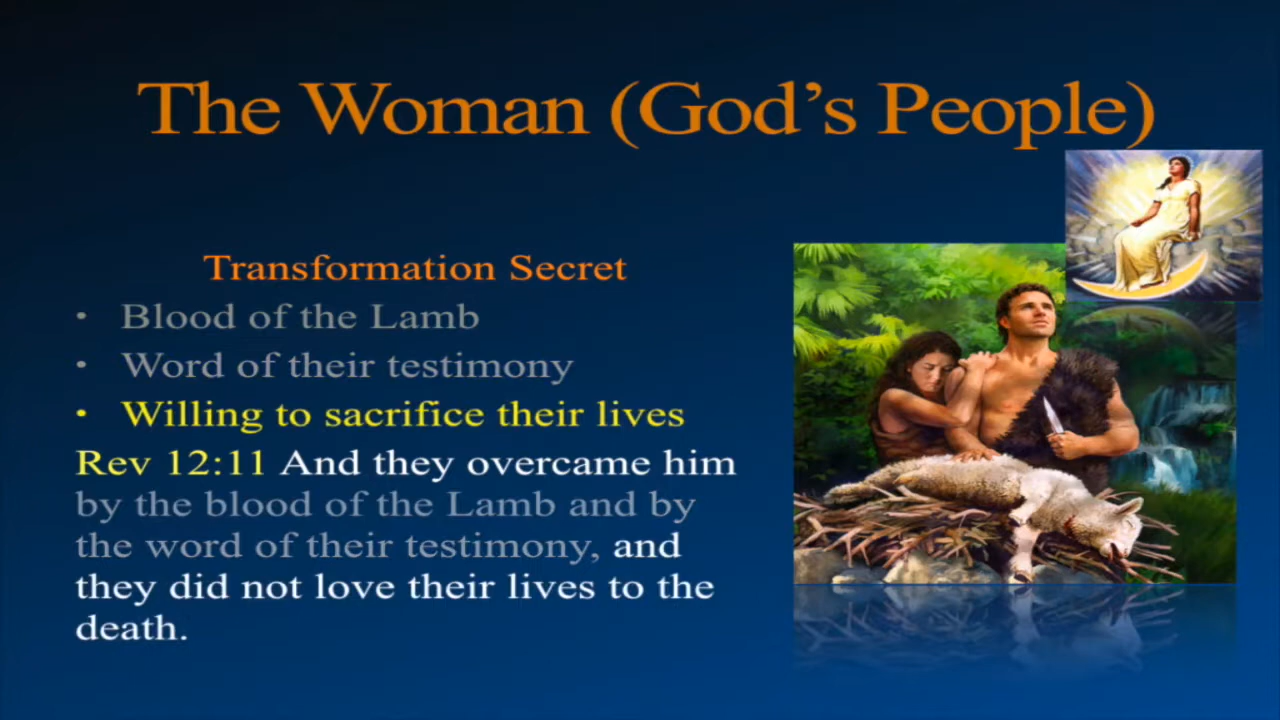 The Woman (God's People)
Transformation Secret
• Blood of the Lamb
• Word of their testimony
• Willing to sacrifice their lives
Rev 12:11 And they overcame him
by the blood of the Lamb and by
the word of their testimony, and
they did not love their lives to the
death.